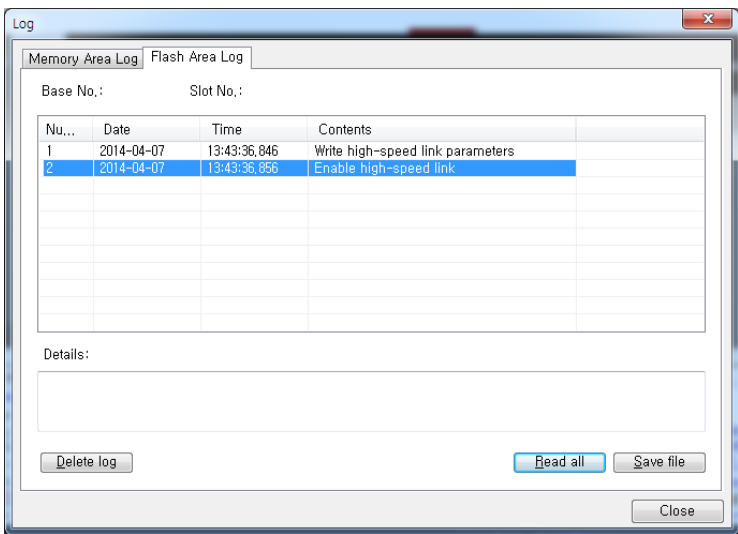 Log
Memory Area Log Flash Area Log
Base No.: Slot No.:
Nu... Date Time Contents
1 2014-04-07 13:43:36,846 Write high-speed link parameters
2 2014-04-07 13:43:36,856 Enable high-speed link
Details:
Delete log Read all Save file
Close